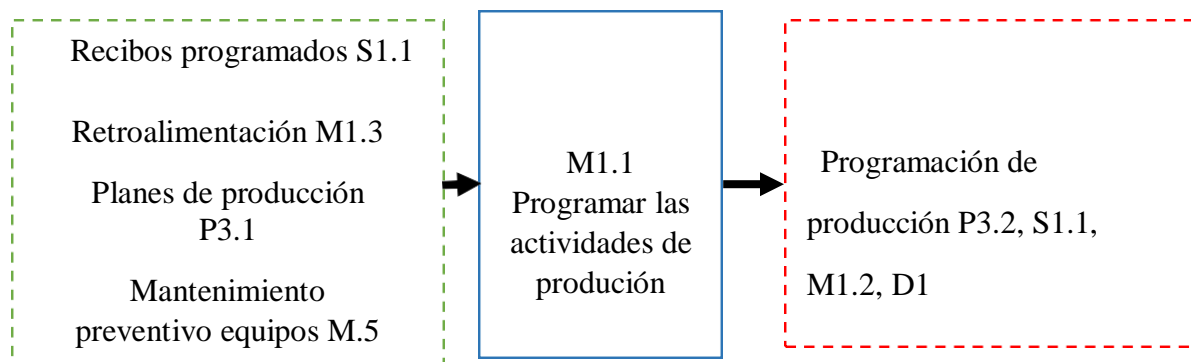 Recibos programados S1.1
Retroalimentación M1.3
Planes de producción
P3.1
Mantenimiento
preventivo equipos M.5
M1.1
Programar las
actividades de
produción
Programación de
producción P3.2, S1.1,
M1.2, D1